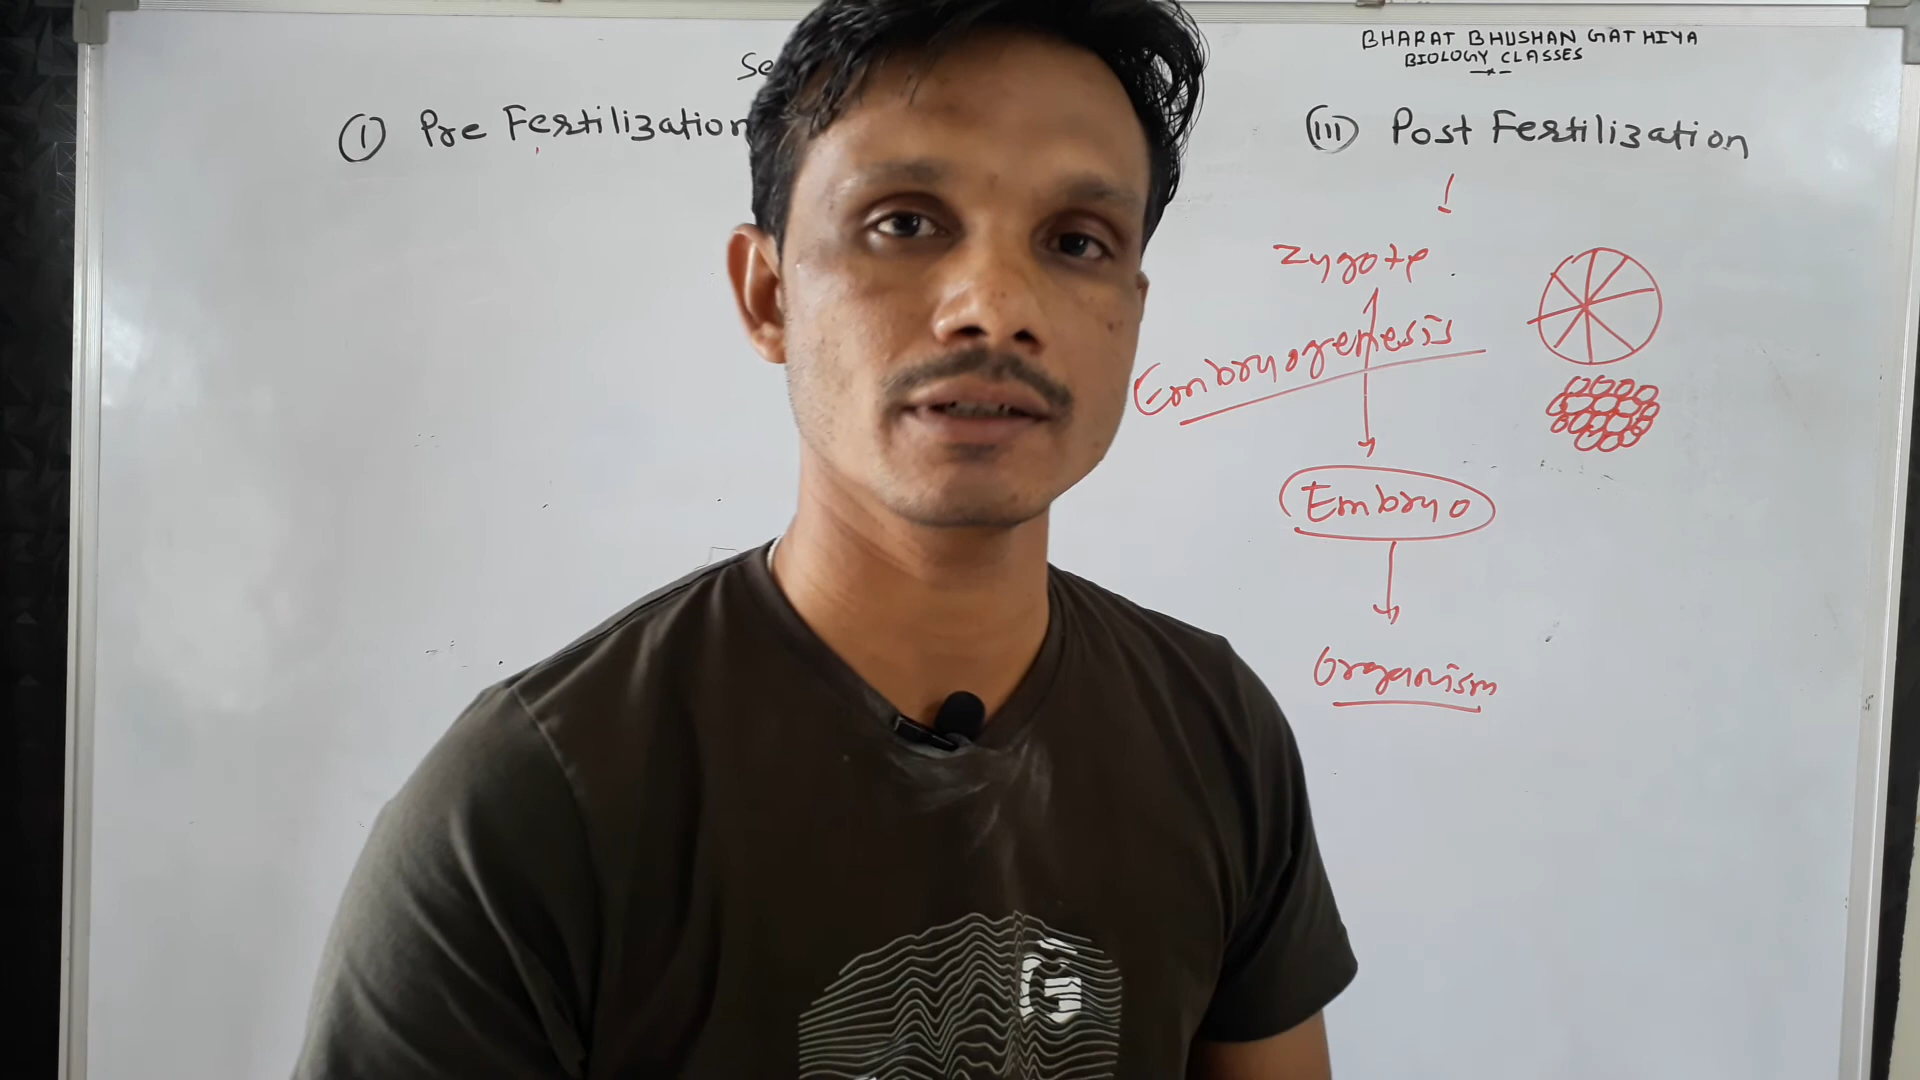 Se
BHARAT BHUSHAN GATHIYA
BIOLOGY CLASSES
(I) Pre Fertilization
(III) Post Fertilization
Zygote
Embryogenesis
Embryo
Organism
G